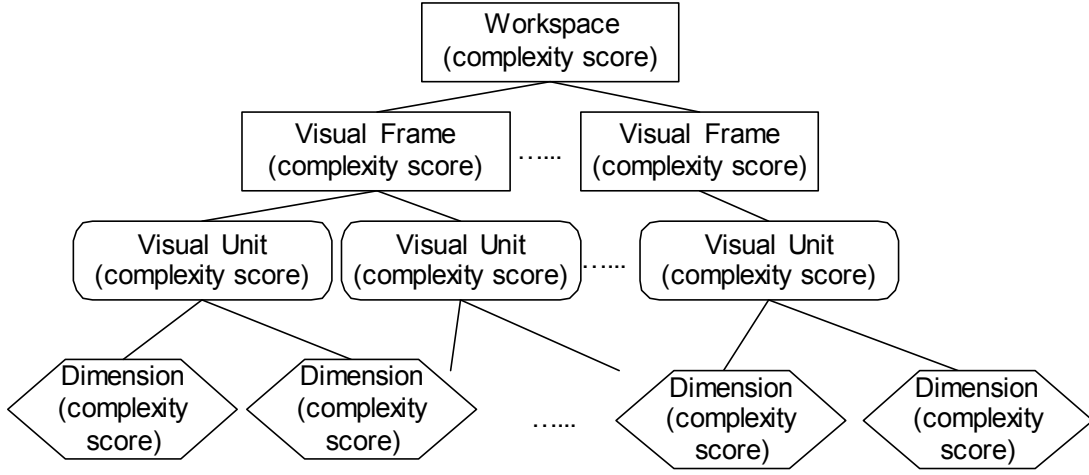 Workspace
(complexity score)
Visual Frame
(complexity score)
…....
Visual Frame
(complexity score)
Visual Unit
(complexity score)
Visual Unit
(complexity score)
…....
Visual Unit
(complexity score)
Dimension
(complexity
score)
Dimension
(complexity
score)
…....
Dimension
(complexity
score)
Dimension
(complexity
score)